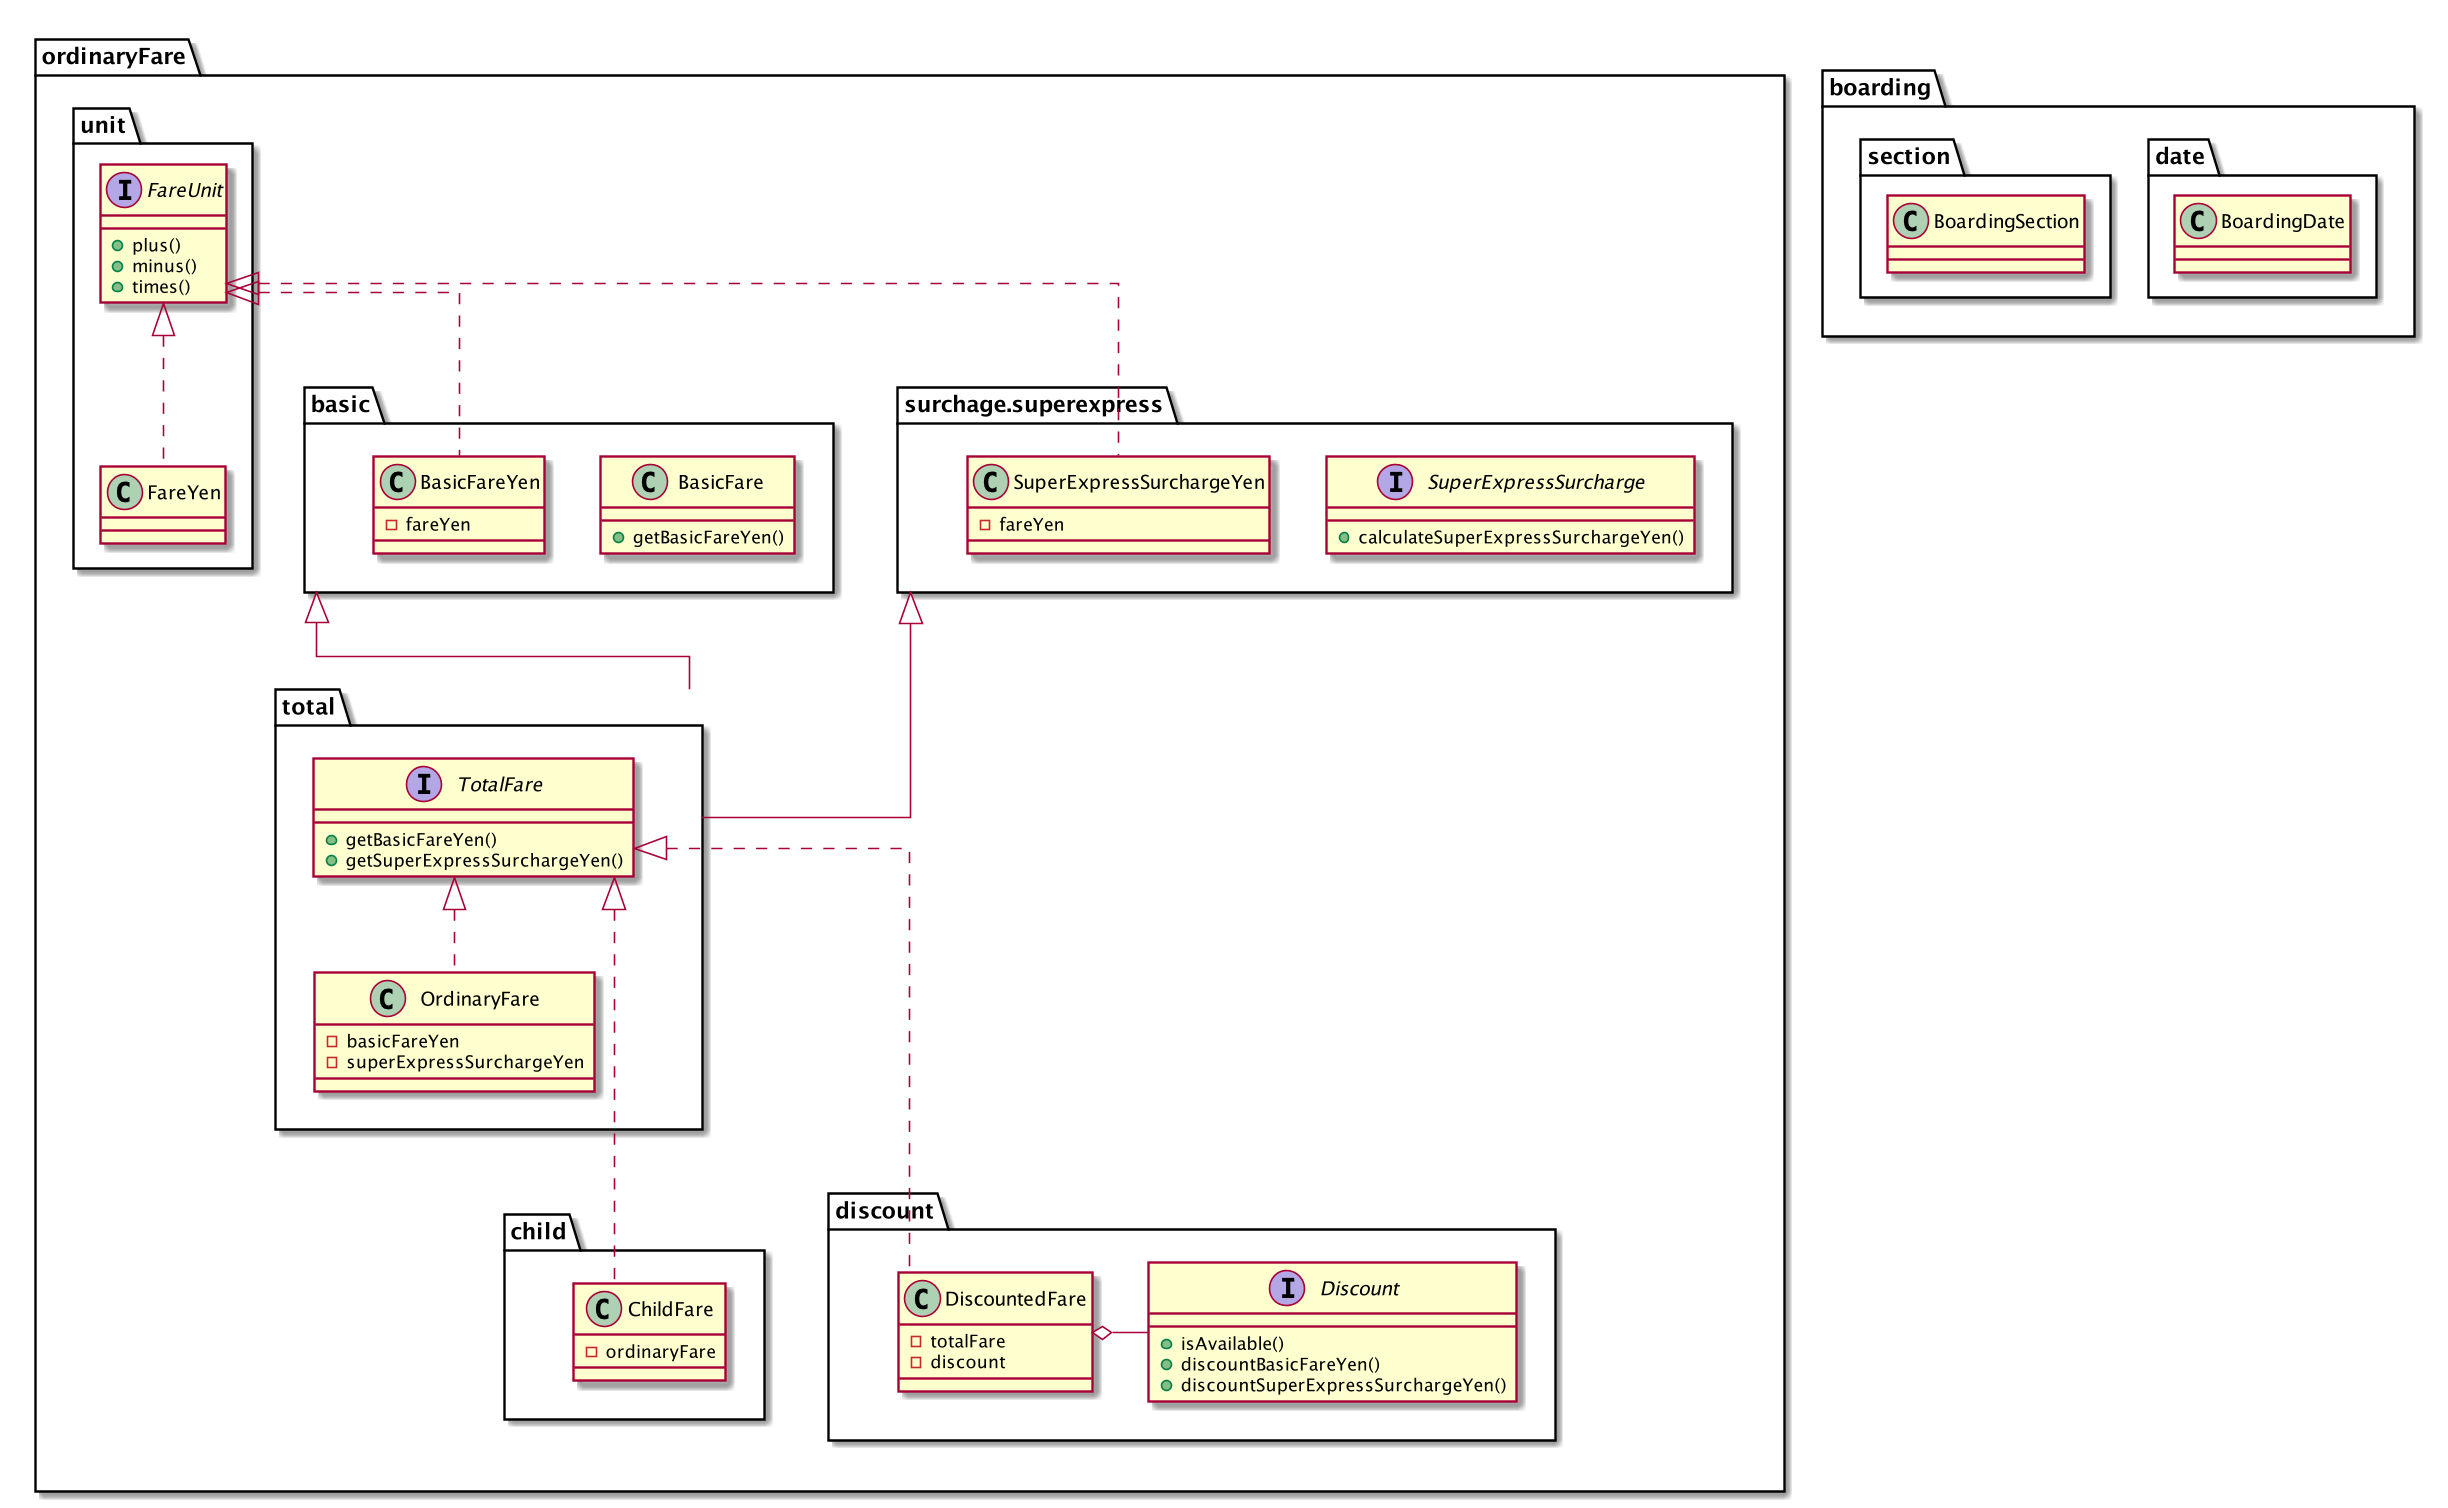 ordinaryFare
unit
I FareUnit
plus()
minus()
times()
C FareYen
basic
C BasicFareYen
fareYen
C BasicFare
getBasicFareYen()
surchage.superexpress
C SuperExpressSurchargeYen
fareYen
I SuperExpressSurcharge
calculateSuperExpressSurchargeYen()
total
I TotalFare
getBasicFareYen()
getSuperExpressSurchargeYen()
C OrdinaryFare
basicFareYen
superExpressSurchargeYen
child
C ChildFare
ordinaryFare
discount
C DiscountedFare
totalFare
discount
I Discount
isAvailable()
discountBasicFareYen()
discountSuperExpressSurchargeYen()
boarding
section
C BoardingSection
date
C BoardingDate